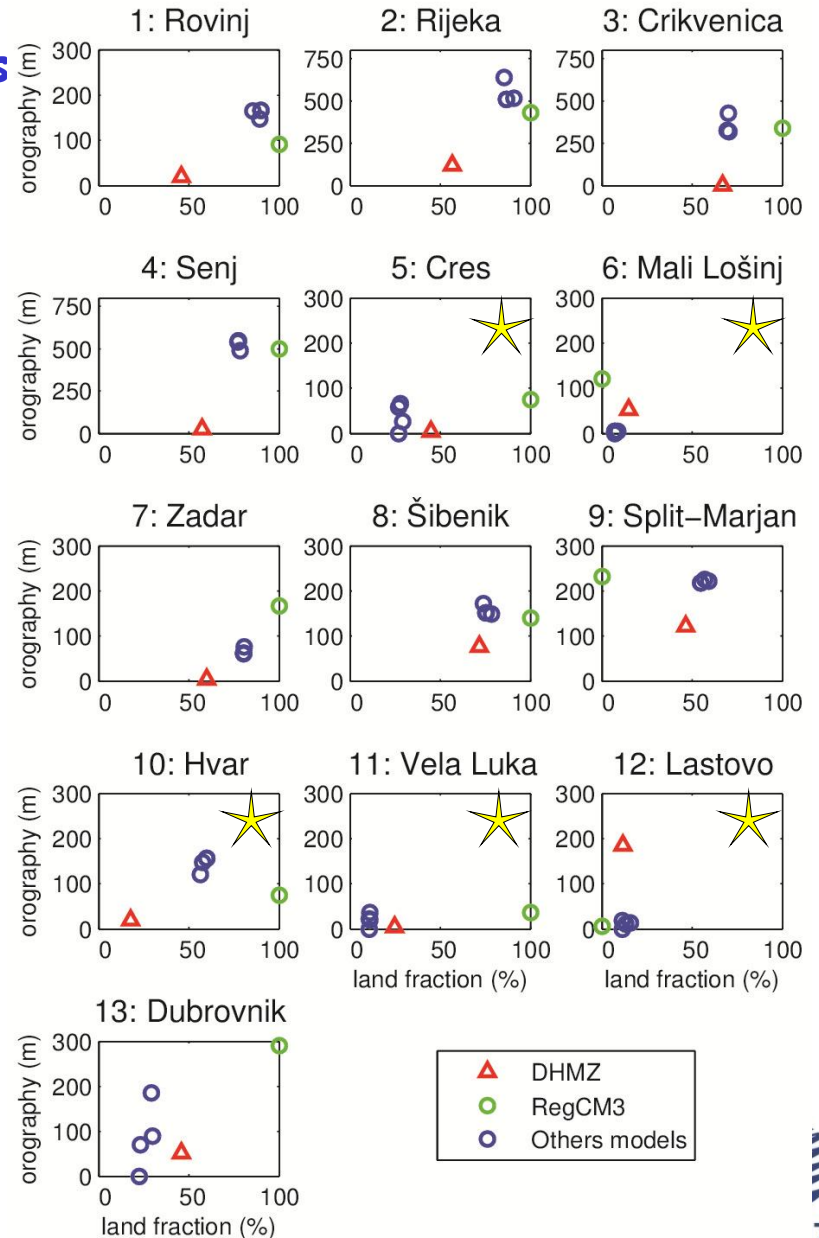 1: Rovinj
2: Rijeka
3: Crikvenica
orography (m)
300
200
100
0
0 50 100
750
500
250
0
0 50 100
750
500
250
0
0 50 100
4: Senj
5: Cres
6: Mali Lošinj
orography (m)
750
500
250
0
0 50 100
300
200
100
0
0 50 100
300
200
100
0
0 50 100
7: Zadar
8: Šibenik
9: Split−Marjan
orography (m)
300
200
100
0
0 50 100
300
200
100
0
0 50 100
300
200
100
0
0 50 100
10: Hvar
11: Vela Luka
12: Lastovo
orography (m)
300
200
100
0
0 50 100
300
200
100
0
0 50 100
land fraction (%)
300
200
100
0
0 50 100
land fraction (%)
13: Dubrovnik
orography (m)
300
200
100
0
0 50 100
land fraction (%)
DHMZ
RegCM3
Others models